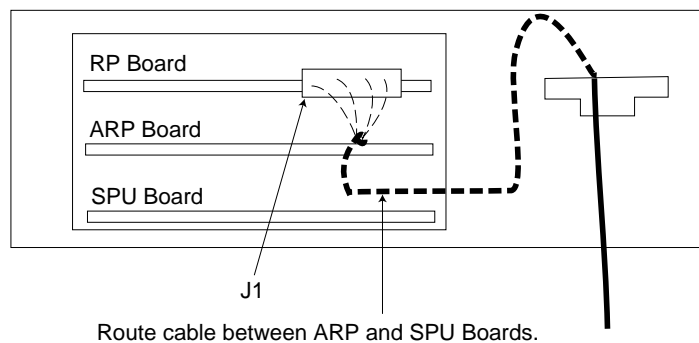 RP Board
ARP Board
SPU Board
J1
Route cable between ARP and SPU Boards.